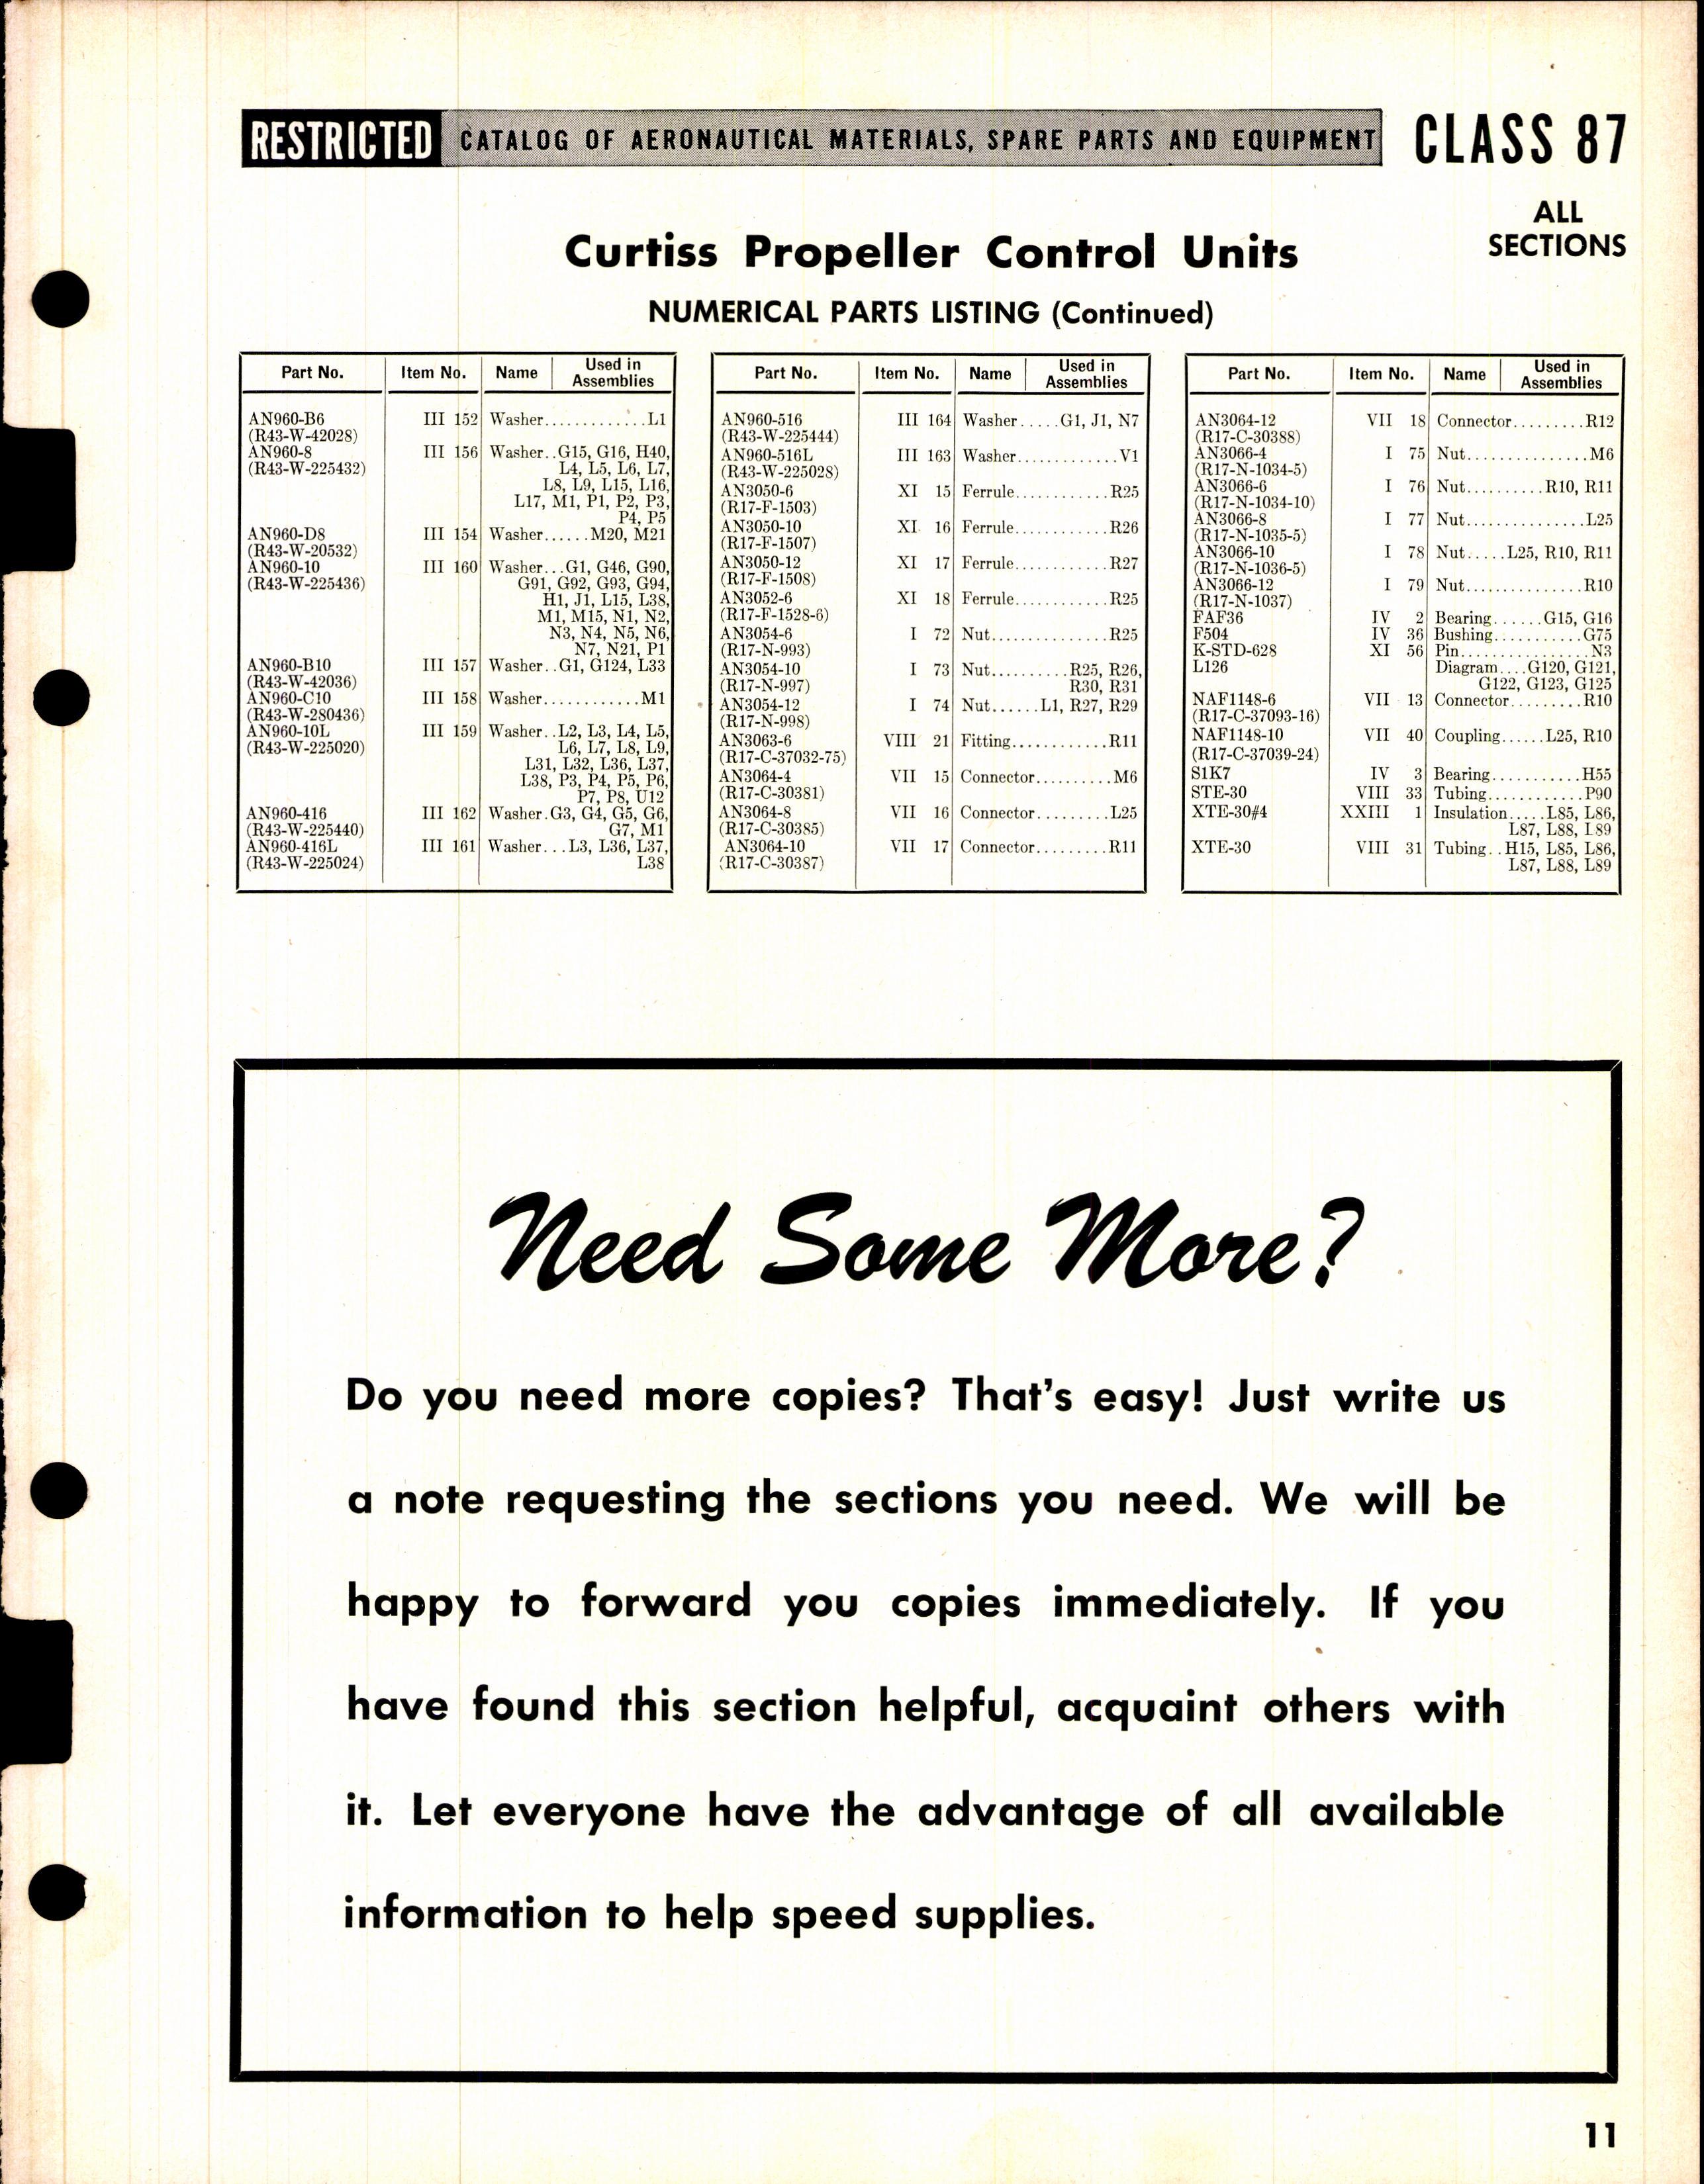 RESTRICTED CATALOG OF AERONAUTICAL MATERIALS, SPARE PARTS AND EQUIPMENT CLASS 87
ALL
SECTIONS
Curtiss Propeller Control Units
NUMERICAL PARTS LISTING (Continued)
Part No. Item No. Name Used in
Assemblies
AN960-B6 III 152 Washer.............L1
(R43-W-42028)
AN960-8 III 156 Washer..G15, G16, H40,
(R43-W-225432) L4, L5, L6, L7,
L8, L9, L15, L16,
L17, M1, P1, P2, P3,
P4, P5
AN960-D8 III 154 Washer......M20, M21
(R43-W-20532)
AN960-10 III 160 Washer...G1, G46, G90,
(R43-W-225436) G91, G92, G93, G94,
H1, J1, L15, L38,
M1, M15, N1, N2,
N3, N4, N5, N6,
N7, N21, P1
AN960-B10 III 157 Washer..G1, G124, L33
(R43-W-42036)
AN960-C10 III 158 Washer............M1
(R43-W-280436)
AN960-10L III 159 Washer..L2, L3, L4, L5,
(R43-W-225020) L6, L7, L8, L9,
L31, L32, L36, L37,
L38, P3, P4, P5, P6,
P7, P8, U12
AN960-416 III 162 Washer.G3, G4, G5, G6,
(R43-W-225440) G7, M1
AN960-416L III 161 Washer...L3, L36, L37,
(R43-W-225024) L38
Part No. Item No. Name Used in
Assemblies
AN960-516 III 164 Washer.....G1, J1, N7
(R43-W-225444)
AN960-516L III 163 Washer.............V1
(R43-W-225028)
AN3050-6 XI 15 Ferrule............R25
(R17-F-1503)
AN3050-10 XI 16 Ferrule............R26
(R17-F-1507)
AN3050-12 XI 17 Ferrule............R27
(R17-F-1508)
AN3052-6 XI 18 Ferrule............R25
(R17-F-1528-6)
AN3054-6 I 72 Nut...............R25
(R17-N-993)
AN3054-10 I 73 Nut..........R25, R26,
(R17-N-997) R30, R31
AN3054-12 I 74 Nut......L1, R27, R29
(R17-N-998)
AN3063-6 VIII 21 Fitting............R11
(R17-C-37032-75)
AN3064-4 VII 15 Connector..........M6
(R17-C-30381)
AN3064-8 VII 16 Connector.........L25
(R17-C-30385)
AN3064-10 VII 17 Connector.........R11
(R17-C-30387)
Part No. Item No. Name Used in
Assemblies
AN3064-12 VII 18 Connector.........R12
(R17-C-30388)
AN3066-4 I 75 Nut................M6
(R17-N-1034-5)
AN3066-6 I 76 Nut..........R10, R11
(R17-N-1034-10)
AN3066-8 I 77 Nut...............L25
(R17-N-1035-5)
AN3066-10 I 78 Nut.....L25, R10, R11
(R17-N-1036-5)
AN3066-12 I 79 Nut...............R10
(R17-N-1037)
FAF36 IV 2 Bearing......G15, G16
F504 IV 36 Bushing...........G75
K-STD-628 XI 56 Pin................N3
L126 Diagram....G120, G121,
G122, G123, G125
NAF1148-6 VII 13 Connector.........R10
(R17-C-37093-16)
NAF1148-10 VII 40 Coupling......L25, R10
(R17-C-37039-24)
S1K7 IV 3 Bearing...........H55
STE-30 VIII 33 Tubing............P90
XTE-30#4 XXIII 1 Insulation.....L85, L86,
L87, L88, L89
XTE-30 VIII 31 Tubing..H15, L85, L86,
L87, L88, L89
Need Some More?
Do you need more copies? That's easy! Just write us
a note requesting the sections you need. We will be
happy to forward you copies immediately. If you
have found this section helpful, acquaint others with
it. Let everyone have the advantage of all available
information to help speed supplies.
11